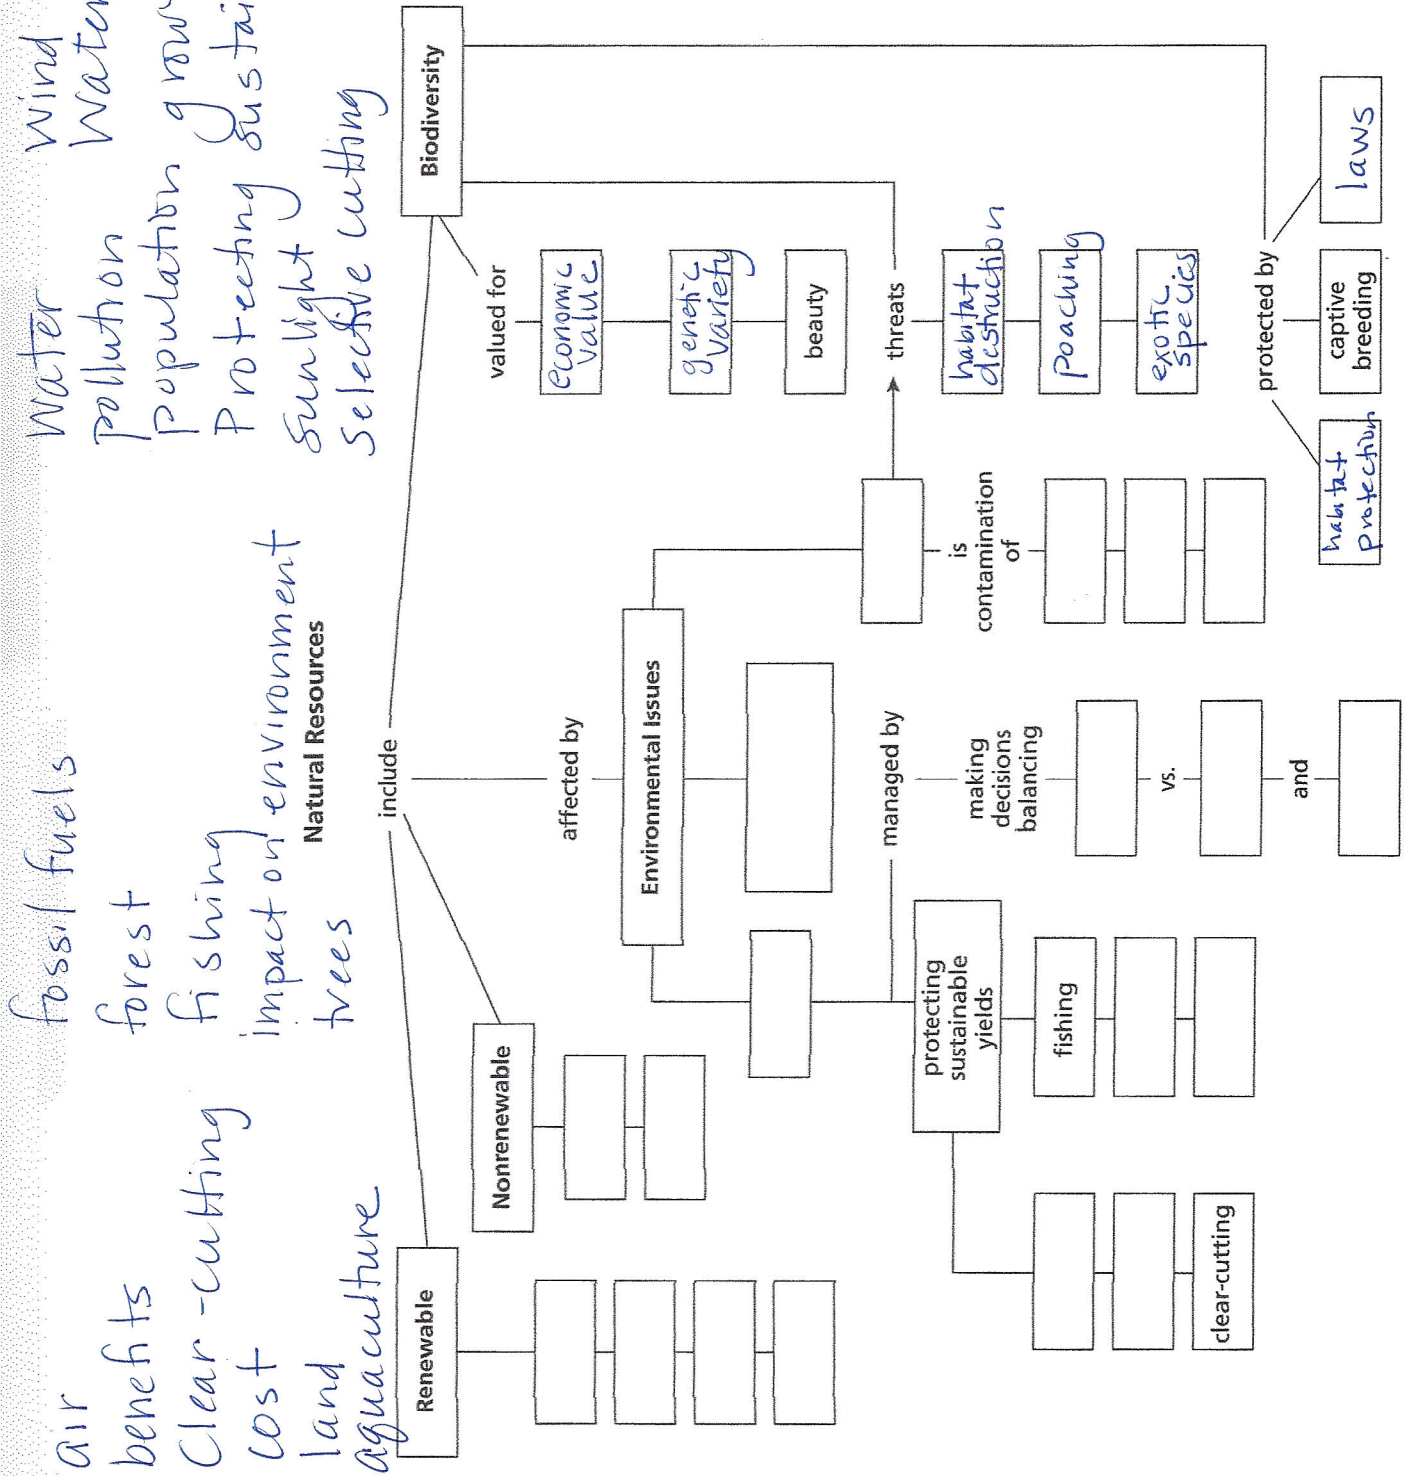 air
benefits
Clear-cutting
cost
land
aquaculture
fossil fuels
forest
fishing
impact on environment
trees
Water
pollution
population
Protecting
sunlight
selective cutting
Wind
Water
Natural Resources
include
Renewable
Nonrenewable
affected by
Environmental Issues
Biodiversity
valued for
economic
value
genetic
variety
beauty
threats
habitat
destruction
Poaching
exotic
species
protected by
habitat
protection
captive
breeding
laws
is
contamination
of
managed by
making
decisions
balancing
vs.
and
protecting
sustainable
yields
fishing
clear-cutting